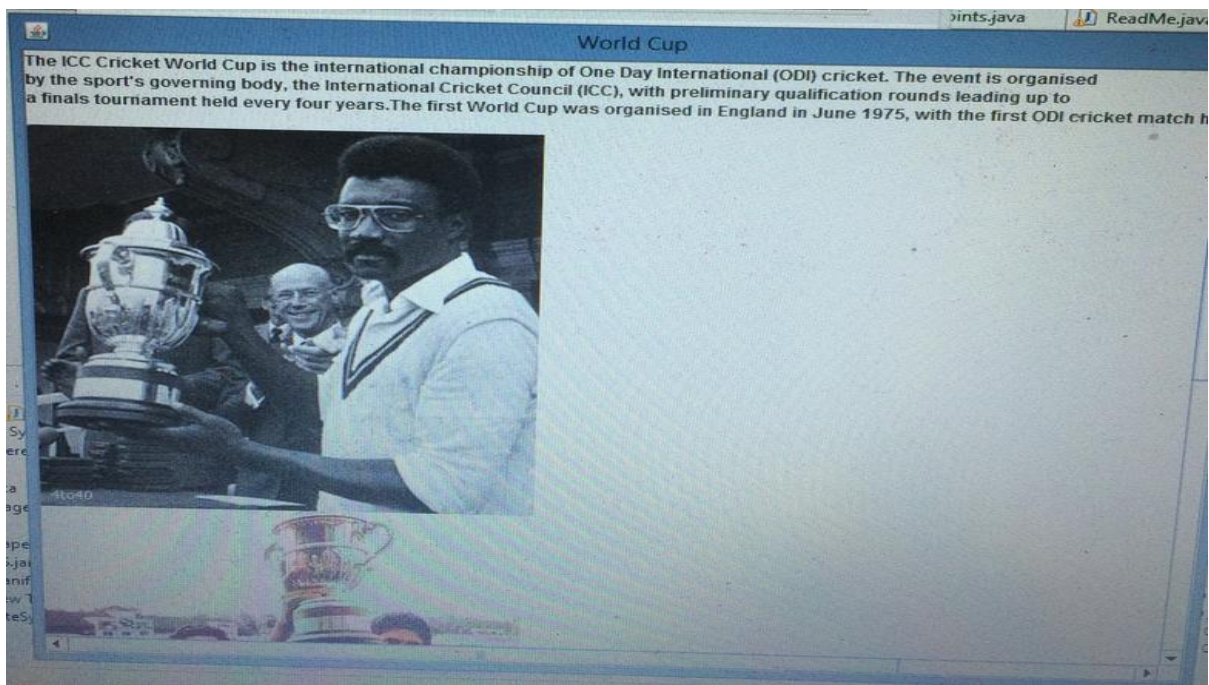 ints.java
ReadMe.java
World Cup
The ICC Cricket World Cup is the international championship of One Day International (ODI) cricket. The event is organised
by the sport's governing body, the International Cricket Council (ICC), with preliminary qualification rounds leading up to
a finals tournament held every four years.The first World Cup was organised in England in June 1975, with the first ODI cricket match h
4to40